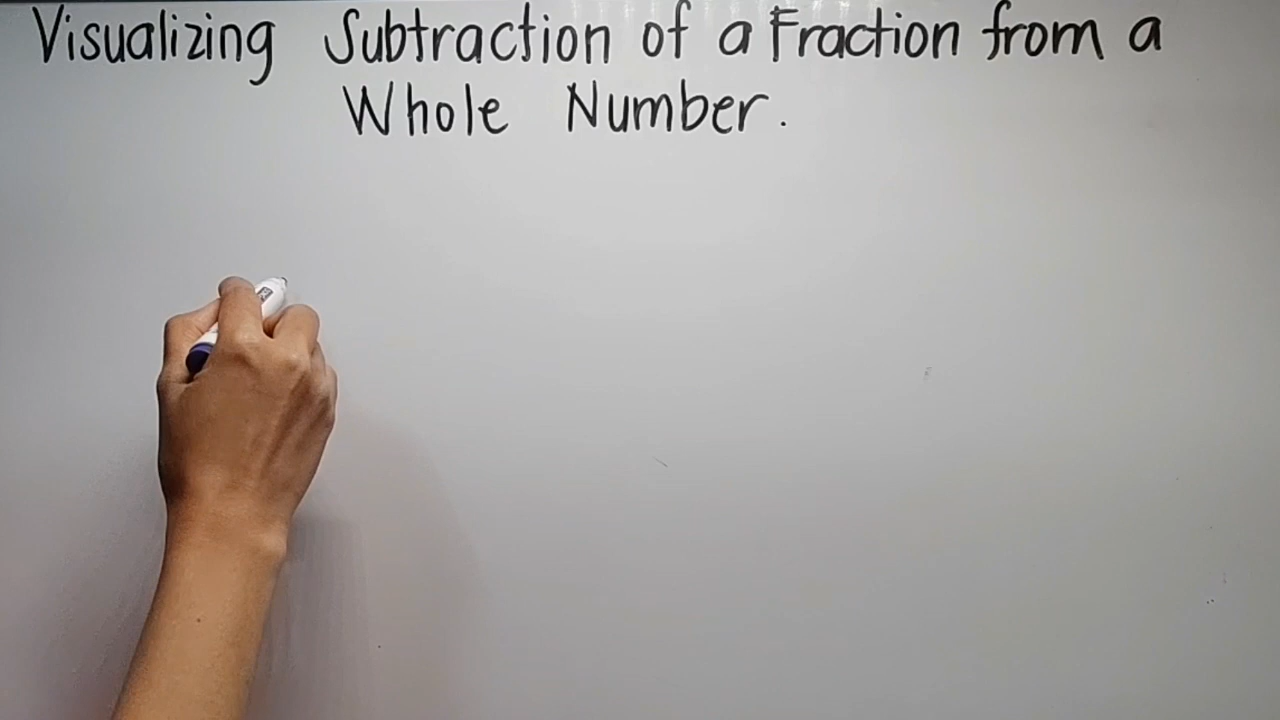 Visualizing Subtraction of a Fraction from a
Whole Number.